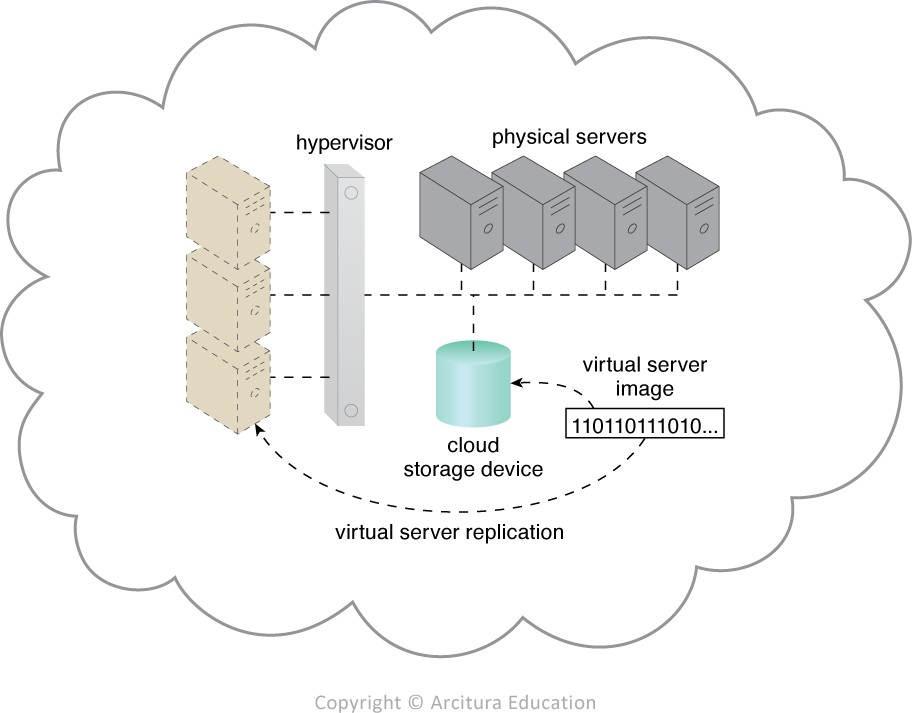 hypervisor
physical servers
virtual server
image
110110111010...
cloud
storage device
virtual server replication
Copyright © Arcitura Education